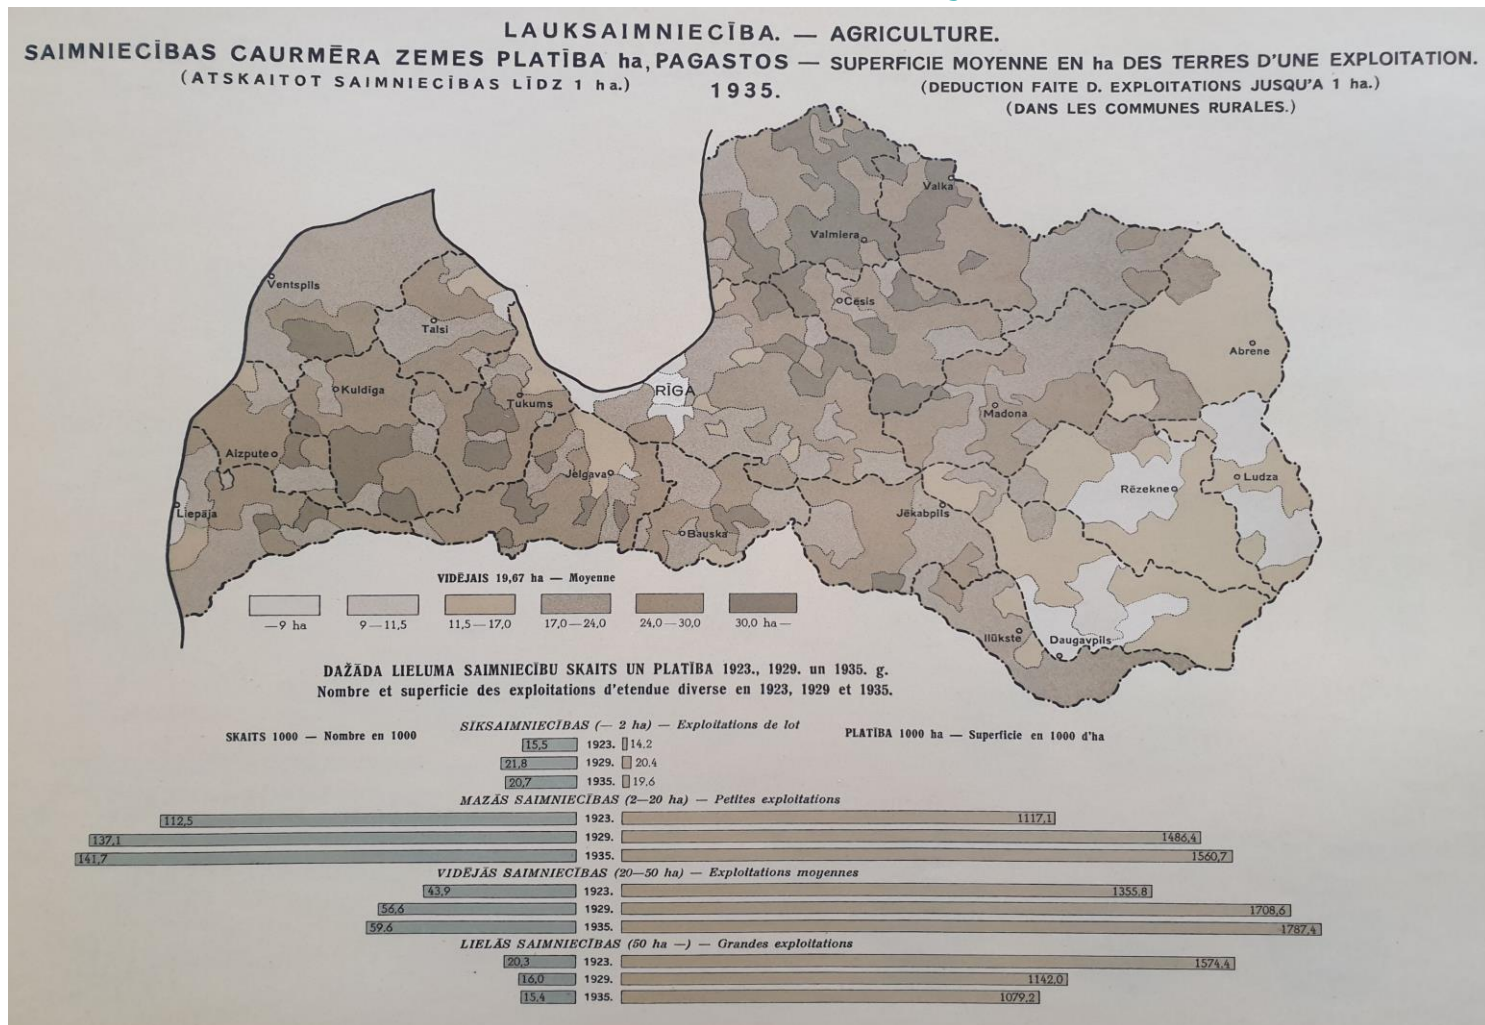 LAUKSAIMNIECĪBA. — AGRICULTURE.
SAIMNIECĪBAS CAURMĒRA ZEMES PLATĪBA ha, PAGASTOS — SUPERFICIE MOYENNE EN ha DES TERRES D'UNE EXPLOITATION.
(ATSKAITOT SAIMNIECĪBAS LĪDZ 1 ha.)
1935.
(DEDUCTION FAITE D. EXPLOITATIONS JUSQU'A 1 ha.)
(DANS LES COMMUNES RURALES.)
Valka
Valmiera
Ventspils
Cēsis
Talsi
Abrene
Kuldīga
RĪGA
Tukums
Madona
Aizpute
Jelgava
Ludza
Rēzekne
Liepāja
Jēkabpils
Bauska
Ilūkste
Daugavpils
VIDĒJAIS 19,67 ha — Moyenne
—9 ha
9—11,5
11,5—17,0
17,0—24,0
24,0—30,0
30,0 ha—
DAŽĀDA LIELUMA SAIMNIECĪBU SKAITS UN PLATĪBA 1923., 1929. un 1935. g.
Nombre et superficie des exploitations d'etendue diverse en 1923, 1929 et 1935.
SKAITS 1000 — Nombre en 1000
PLATĪBA 1000 ha — Superficie en 1000 d'ha
SĪKSAIMNIECĪBAS (— 2 ha) — Exploitations de lot
15,5 1923. 14.2
21,8 1929. 20.4
20,7 1935. 19.6
MAZĀS SAIMNIECĪBAS (2—20 ha) — Petites exploitations
112,5 1923. 1117,1
137,1 1929. 1486,4
141,7 1935. 1560,7
VIDĒJĀS SAIMNIECĪBAS (20—50 ha) — Exploitations moyennes
43,9 1923. 1355.8
56,6 1929. 1708,6
59.6 1935. 1787,4
LIELĀS SAIMNIECĪBAS (50 ha —) — Grandes exploitations
20,3 1923. 1574,4
16,0 1929. 1142,0
15,4 1935. 1079,2